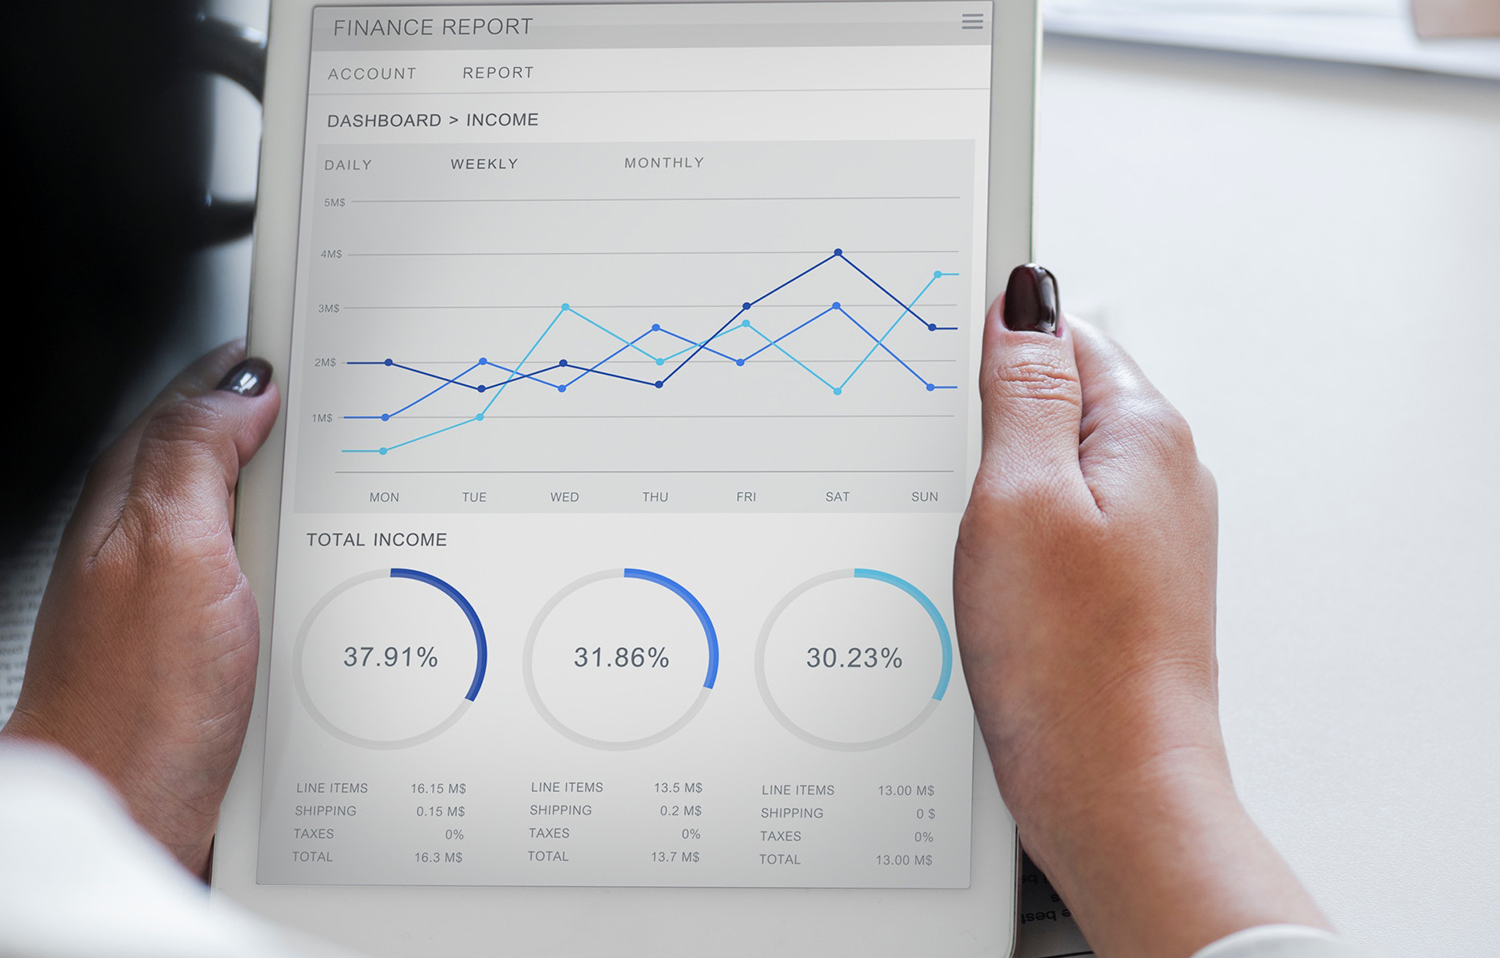 FINANCE REPORT
ACCOUNT REPORT
DASHBOARD > INCOME
DAILY WEEKLY MONTHLY
5M$
4M$
3M$
2M$
1M$
MON TUE WED THU FRI SAT SUN
TOTAL INCOME
37.91% 31.86% 30.23%
LINE ITEMS 16.15 M$ LINE ITEMS 13.5 M$ LINE ITEMS 13.00 M$
SHIPPING 0.15 M$ SHIPPING 0.2 M$ SHIPPING 0 $
TAXES 0% TAXES 0% TAXES 0%
TOTAL 16.3 M$ TOTAL 13.7 M$ TOTAL 13.00 M$